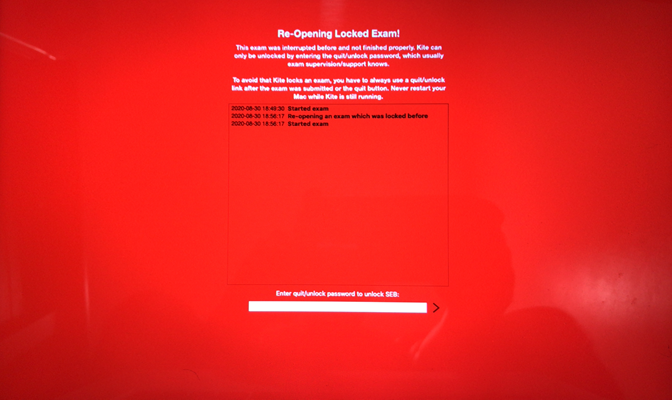 Re-Opening Locked Exam!
This exam was interrupted before and not finished properly. Kite can
only be unlocked by entering the quit/unlock password, which usually
exam supervision/support knows.
To avoid that Kite locks an exam, you have to always use a quit/unlock
link after the exam was submitted or the quit button. Never restart your
Mac while Kite is still running.
2020-08-30 18:49:30 Started exam
2020-08-30 18:56:17 Re-opening an exam which was locked before
2020-08-30 18:56:17 Started exam
Enter quit/unlock password to unlock SEB: